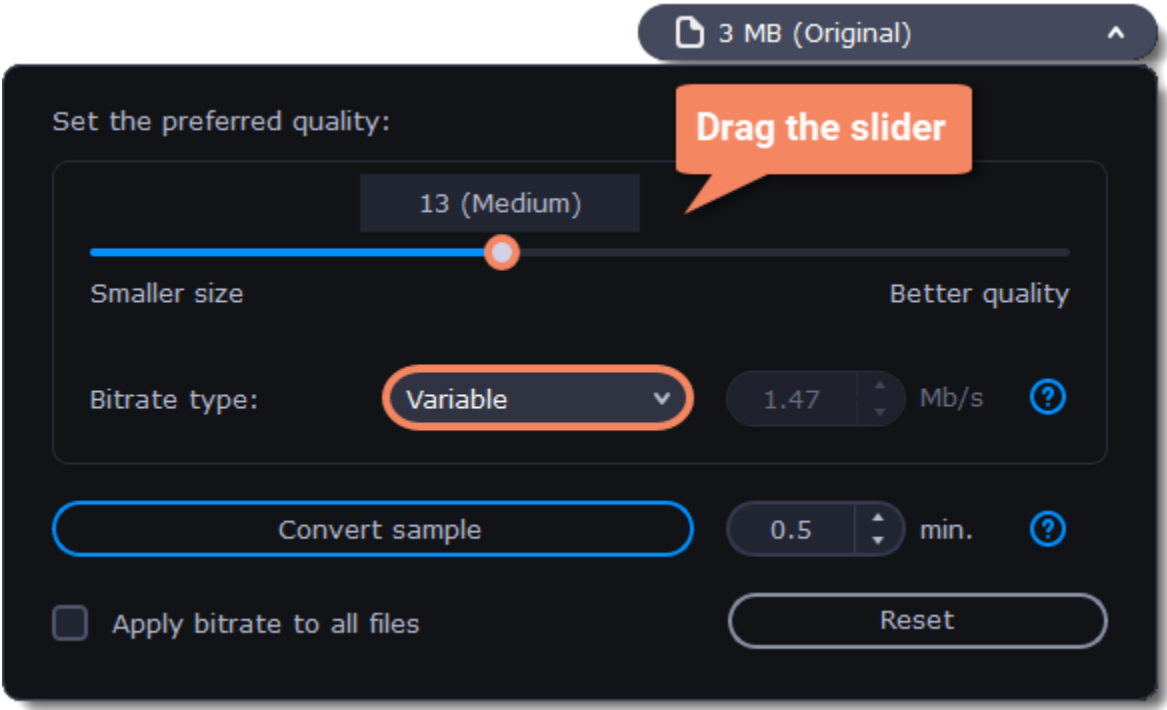 3 MB (Original)
Set the preferred quality:
Drag the slider
13 (Medium)
Smaller size
Better quality
Bitrate type:
Variable
1.47
Mb/s
?
Convert sample
0.5
min.
?
Apply bitrate to all files
Reset